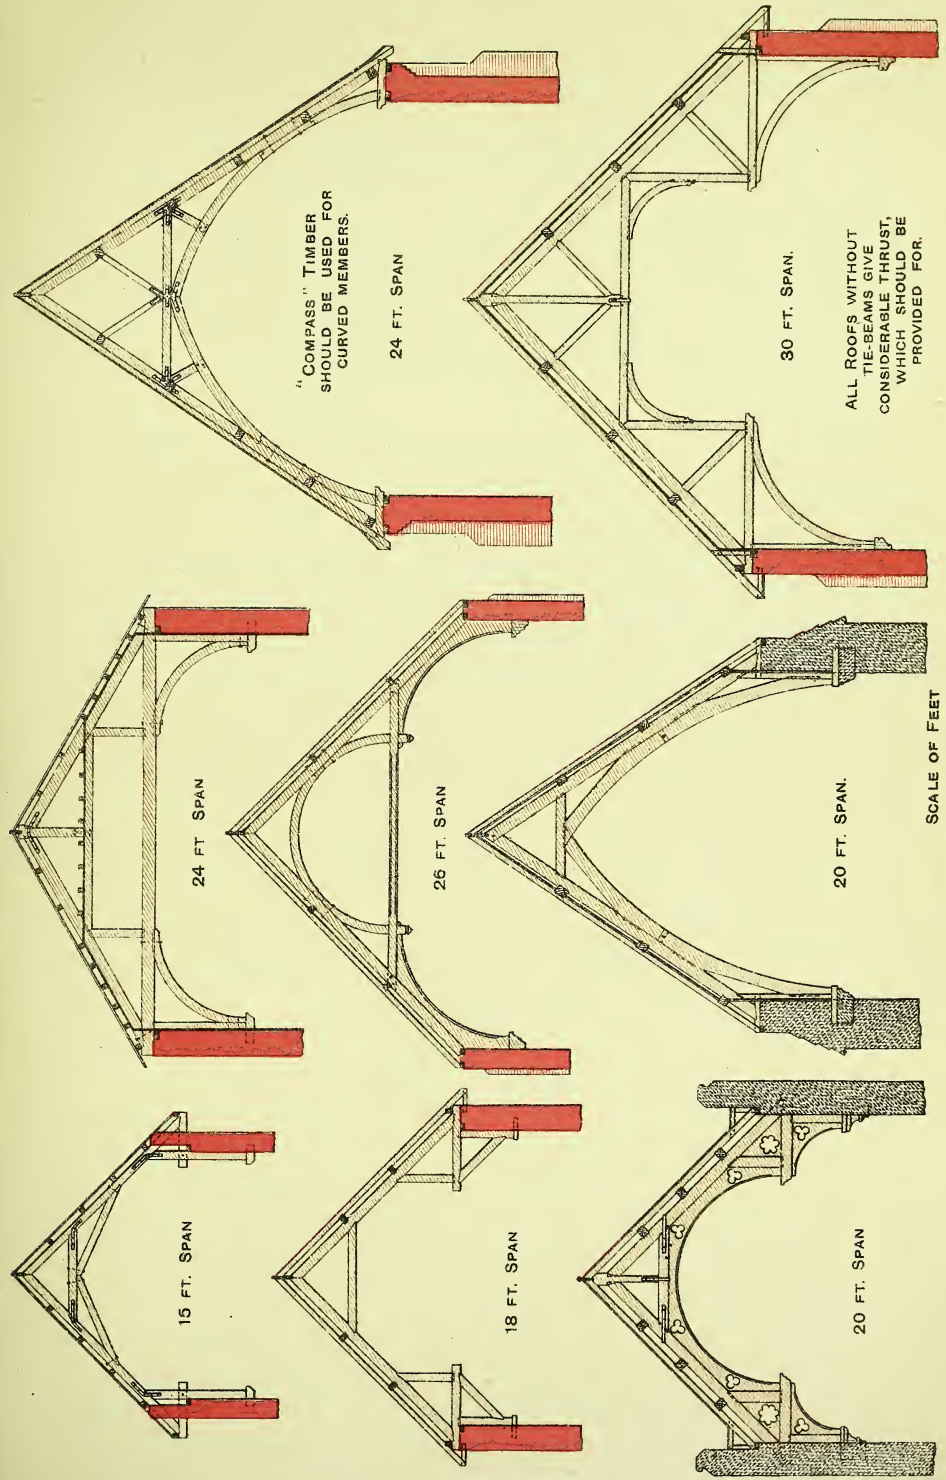 15 FT. SPAN
24 FT SPAN
"COMPASS" TIMBER
SHOULD BE USED FOR
CURVED MEMBERS.
24 FT. SPAN
18 FT. SPAN
26 FT. SPAN
30 FT. SPAN.
20 FT. SPAN
20 FT. SPAN.
ALL ROOFS WITHOUT
TIE-BEAMS GIVE
CONSIDERABLE THRUST,
WHICH SHOULD BE
PROVIDED FOR.
SCALE OF FEET